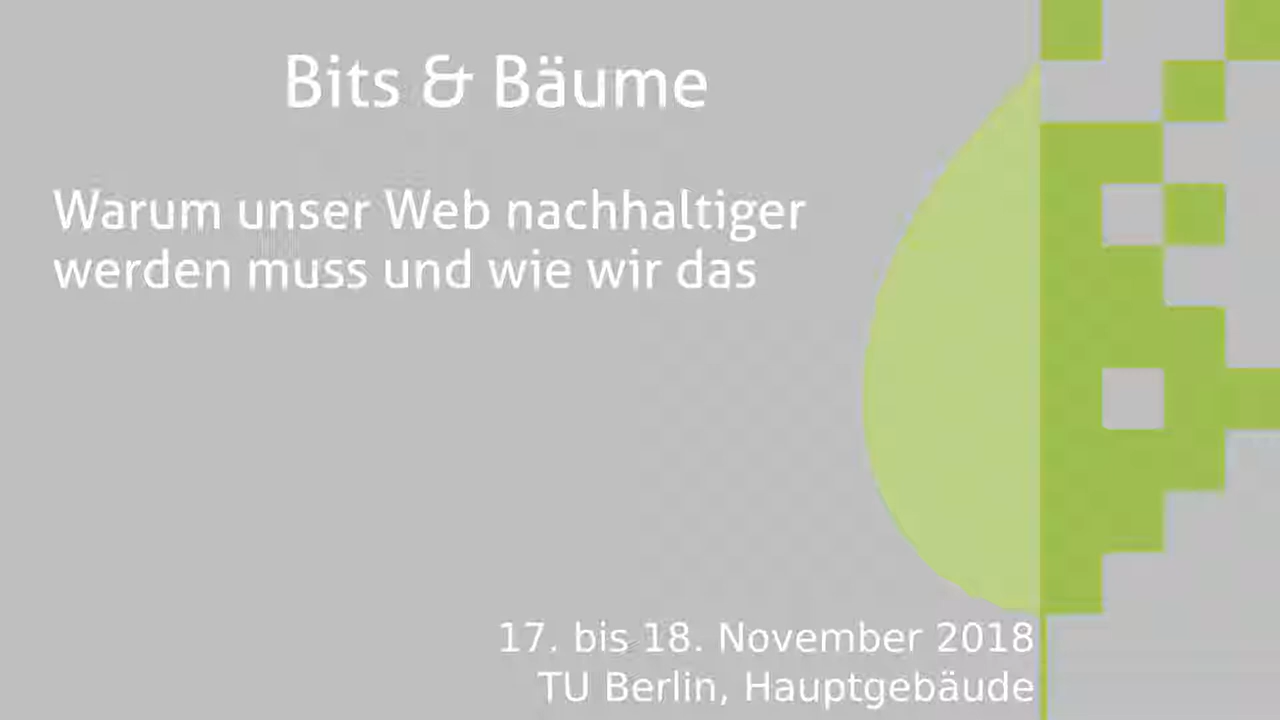 Bits & Bäume
Warum unser Web nachhaltiger
werden muss und wie wir das
17. bis 18. November 2018
TU Berlin, Hauptgebäude